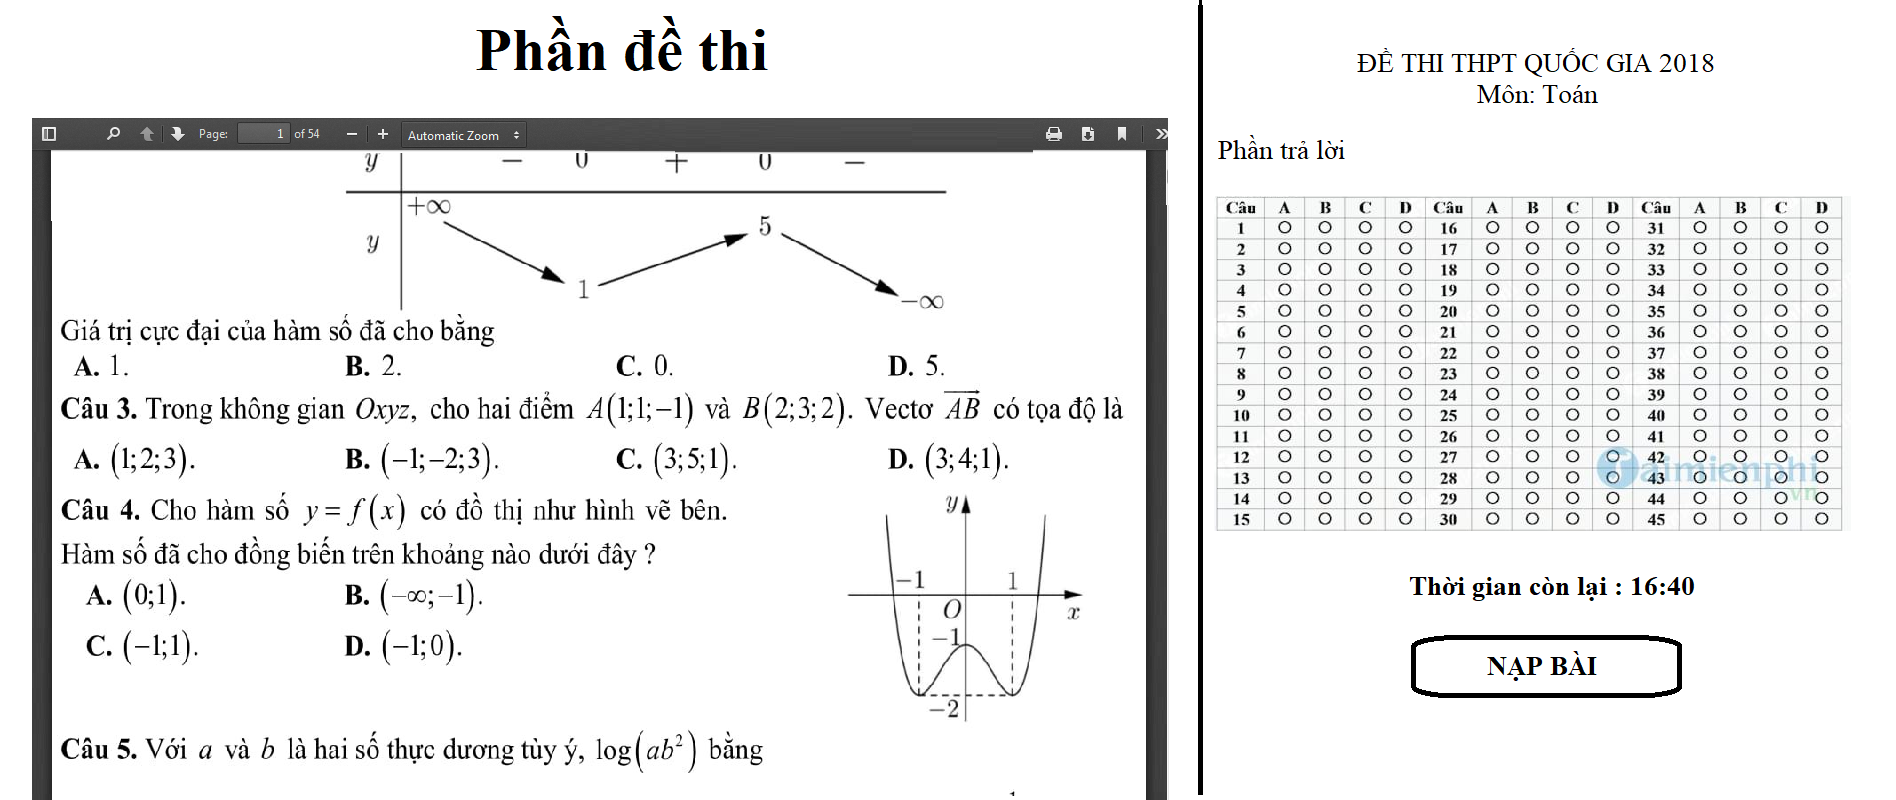 Phần đề thi
Page: 1 of 54 − + Automatic Zoom
y − 0 + 0 −
+∞
5
y
1
−∞
Giá trị cực đại của hàm số đã cho bằng
A. 1. B. 2. C. 0. D. 5.
Câu 3. Trong không gian Oxyz, cho hai điểm A(1;1;−1) và B(2;3;2). Vectơ AB có tọa độ là
A. (1;2;3). B. (−1;−2;3). C. (3;5;1). D. (3;4;1).
Câu 4. Cho hàm số y = f(x) có đồ thị như hình vẽ bên.
Hàm số đã cho đồng biến trên khoảng nào dưới đây ?
A. (0;1). B. (−∞;−1).
C. (−1;1). D. (−1;0).
y
−1 1
O x
−1
−2
Câu 5. Với a và b là hai số thực dương tùy ý, log(ab²) bằng
ĐỀ THI THPT QUỐC GIA 2018
Môn: Toán
Phần trả lời
Câu A B C D Câu A B C D Câu A B C D
1 16 31
2 17 32
3 18 33
4 19 34
5 20 35
6 21 36
7 22 37
8 23 38
9 24 39
10 25 40
11 26 41
12 27 42
13 28 43
14 29 44
15 30 45
Taimienphi
.vn
Thời gian còn lại : 16:40
NẠP BÀI